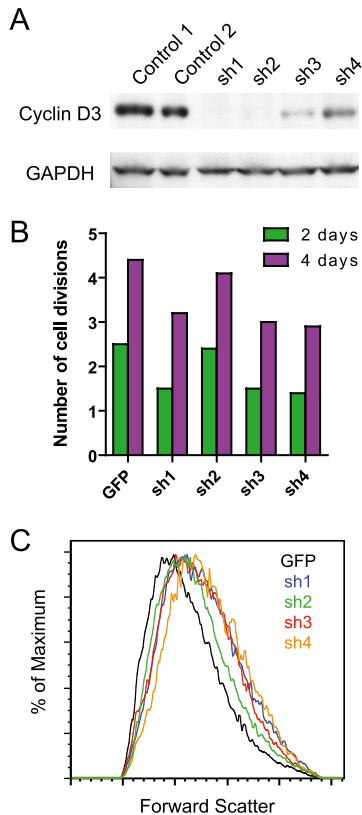 A
Control 1
Control 2
sh1
sh2
sh3
sh4
Cyclin D3
GAPDH
B
Number of cell divisions
5
4
3
2
1
0
2 days
4 days
GFP
sh1
sh2
sh3
sh4
C
% of Maximum
GFP
sh1
sh2
sh3
sh4
Forward Scatter